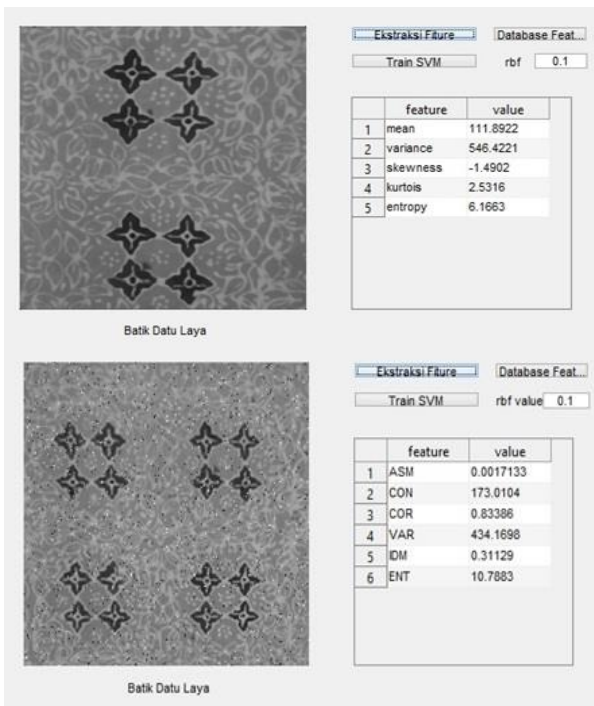 Ekstraksi Fiture Database Feat...
Train SVM rbf 0.1
feature value
1 mean 111.8922
2 variance 546.4221
3 skewness -1.4902
4 kurtois 2.5316
5 entropy 6.1663
Batik Datu Laya
Ekstraksi Fiture Database Feat...
Train SVM rbf value 0.1
feature value
1 ASM 0.0017133
2 CON 173.0104
3 COR 0.83386
4 VAR 434.1698
5 IDM 0.31129
6 ENT 10.7883
Batik Datu Laya